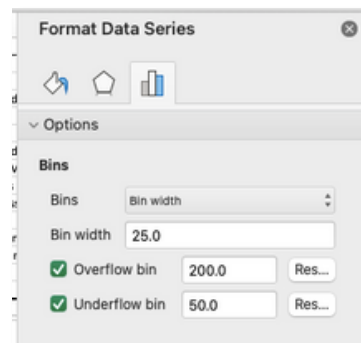 Format Data Series
Options
Bins
Bins Bin width
Bin width 25.0
Overflow bin 200.0 Res...
Underflow bin 50.0 Res...